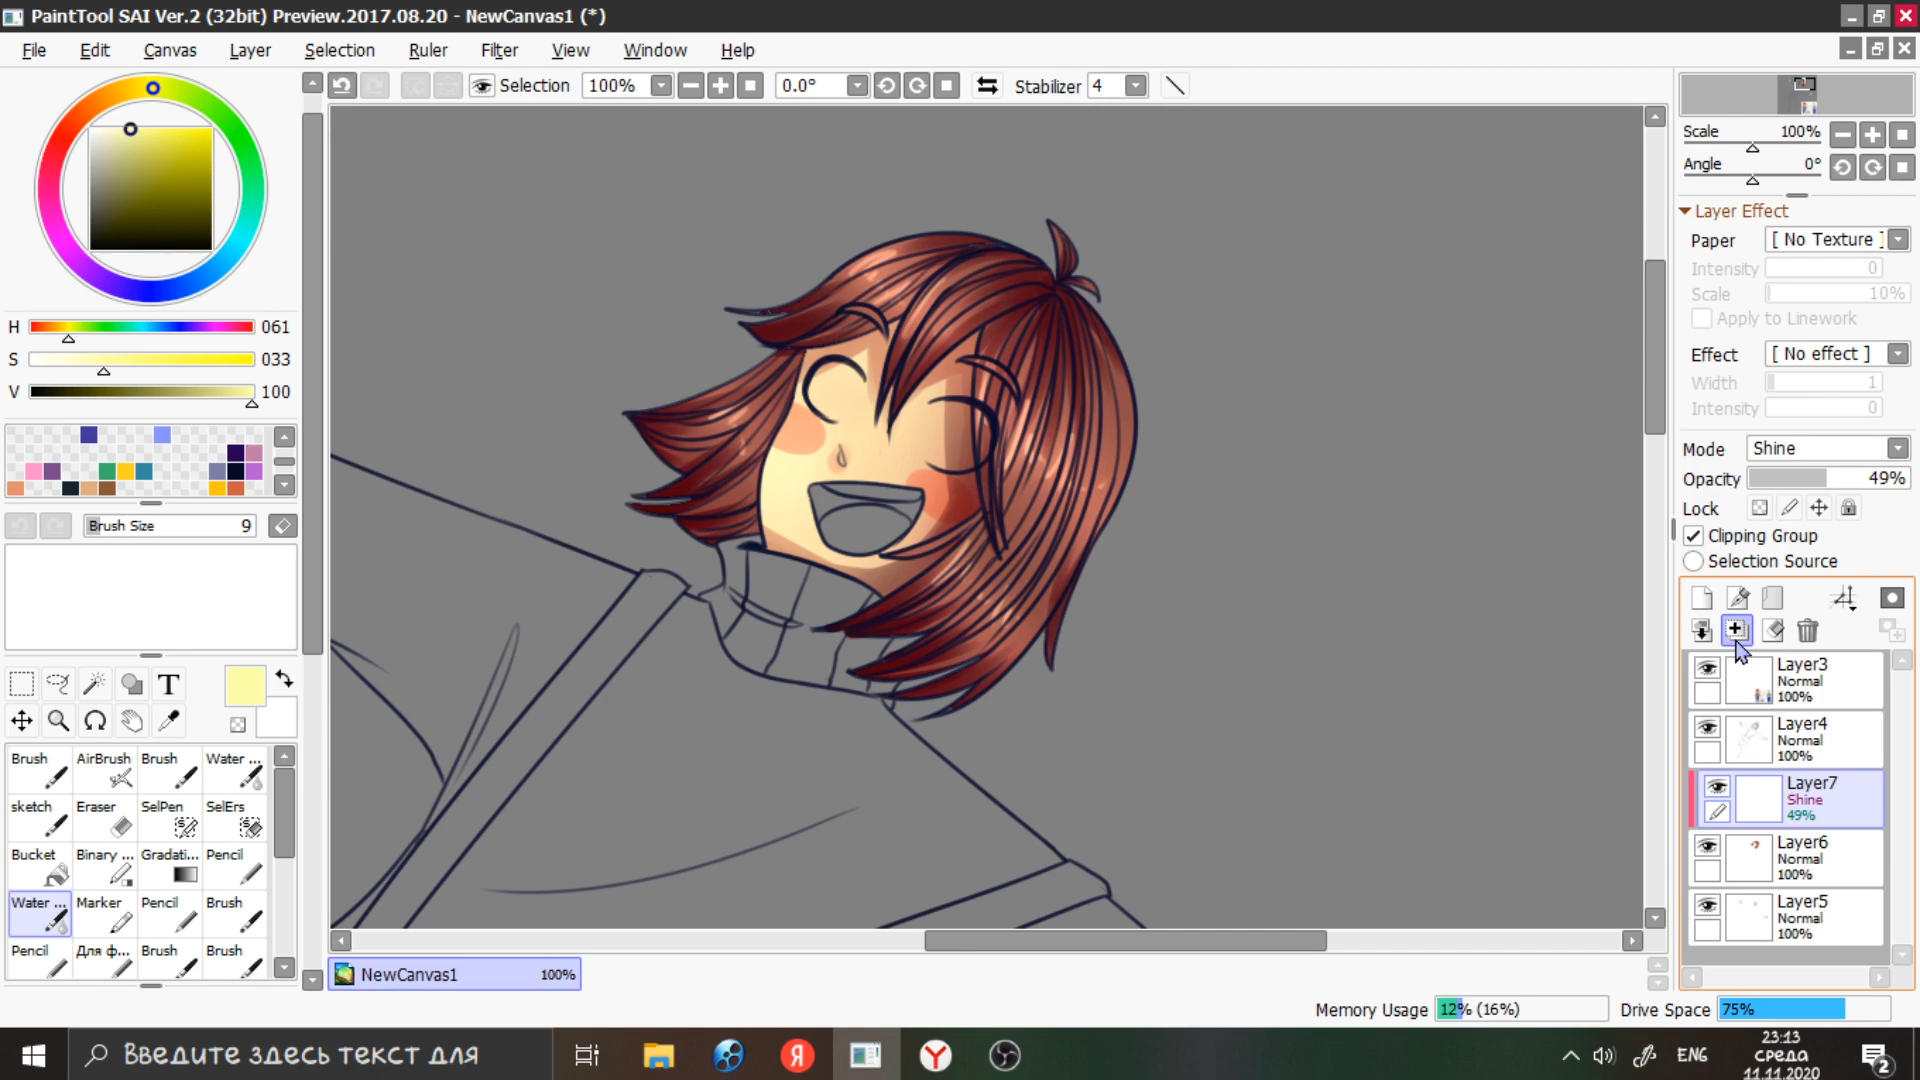 PaintTool SAI Ver.2 (32bit) Preview.2017.08.20 - NewCanvas1 (*)
File Edit Canvas Layer Selection Ruler Filter View Window Help
Selection 100% 0.0° Stabilizer 4
Scale 100%
Angle 0°
Layer Effect
Paper [ No Texture ]
Intensity 0
Scale 10%
Apply to Linework
Effect [ No effect ]
Width 1
Intensity 0
Mode Shine
Opacity 49%
Lock
Clipping Group
Selection Source
Layer3
Normal
100%
Layer4
Normal
100%
Layer7
Shine
49%
Layer6
Normal
100%
Layer5
Normal
100%
H 061
S 033
V 100
Brush Size 9
T
Brush AirBrush Brush Water ...
sketch Eraser SelPen SelErs
Bucket Binary ... Gradati... Pencil
Water ... Marker Pencil Brush
Pencil Для ф... Brush Brush
NewCanvas1 100%
Memory Usage 12% (16%) Drive Space 75%
Введите здесь текст для
Я Y
ENG
23:13
среда
11.11.2020
2